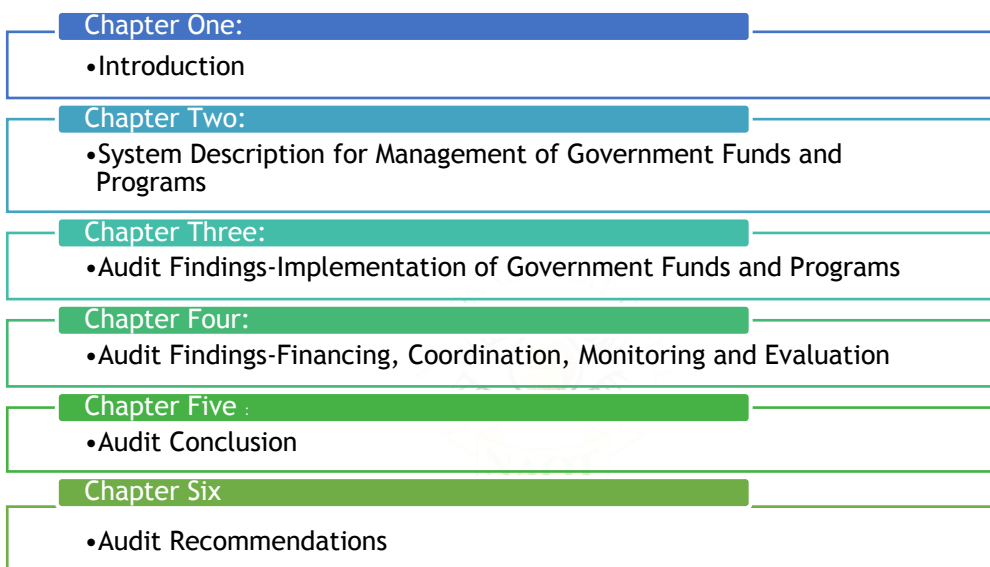 Chapter One:
•Introduction
Chapter Two:
•System Description for Management of Government Funds and
Programs
Chapter Three:
•Audit Findings-Implementation of Government Funds and Programs
Chapter Four:
•Audit Findings-Financing, Coordination, Monitoring and Evaluation
Chapter Five :
•Audit Conclusion
Chapter Six
•Audit Recommendations